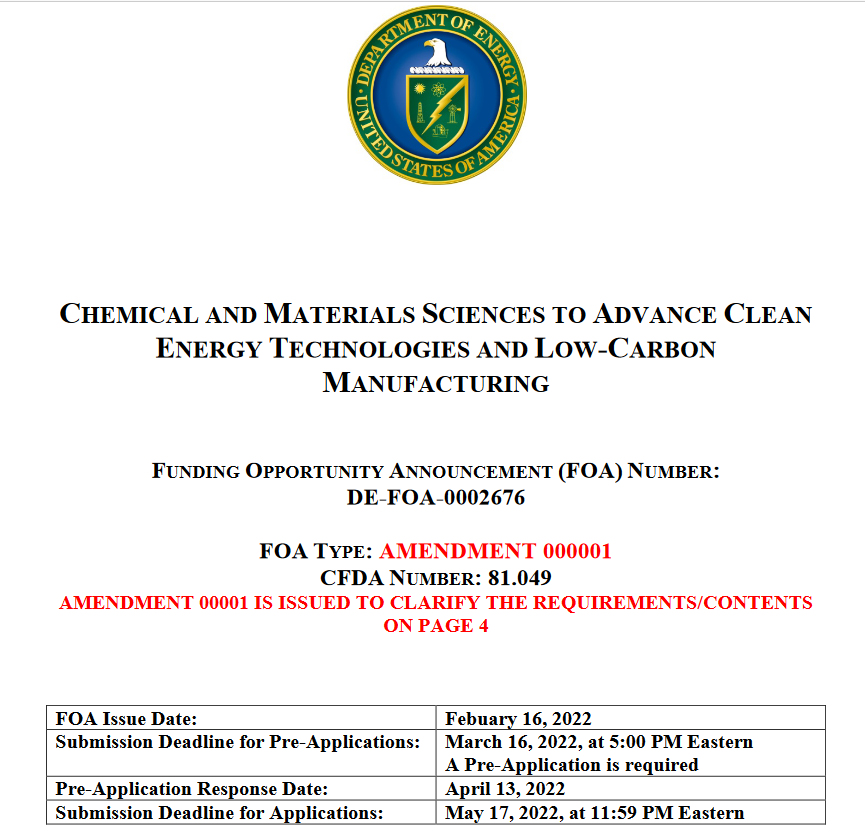 DEPARTMENT OF ENERGY
UNITED STATES OF AMERICA
CHEMICAL AND MATERIALS SCIENCES TO ADVANCE CLEAN
ENERGY TECHNOLOGIES AND LOW-CARBON
MANUFACTURING
FUNDING OPPORTUNITY ANNOUNCEMENT (FOA) NUMBER:
DE-FOA-0002676
FOA TYPE: AMENDMENT 000001
CFDA NUMBER: 81.049
AMENDMENT 00001 IS ISSUED TO CLARIFY THE REQUIREMENTS/CONTENTS
ON PAGE 4
FOA Issue Date: Febuary 16, 2022
Submission Deadline for Pre-Applications: March 16, 2022, at 5:00 PM Eastern
A Pre-Application is required
Pre-Application Response Date: April 13, 2022
Submission Deadline for Applications: May 17, 2022, at 11:59 PM Eastern